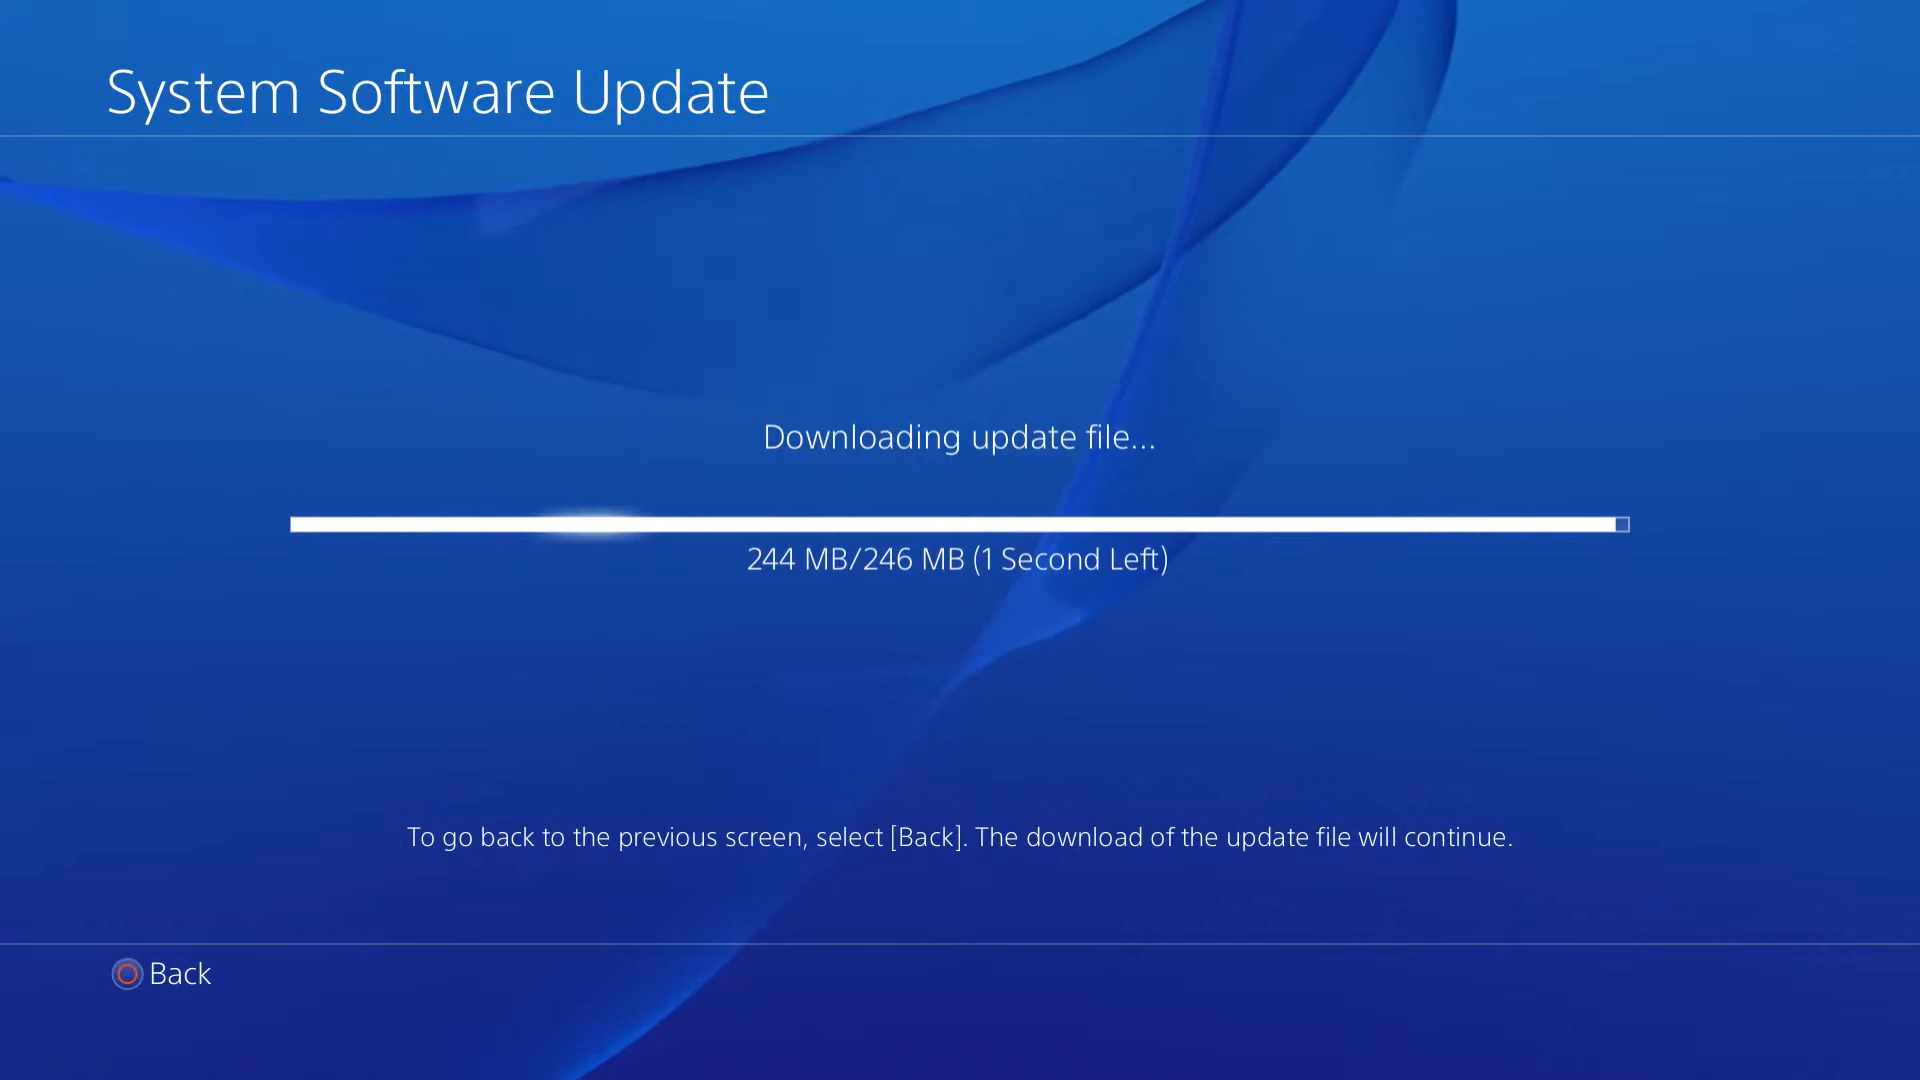 System Software Update
Downloading update file...
244 MB/246 MB (1 Second Left)
To go back to the previous screen, select [Back]. The download of the update file will continue.
Back